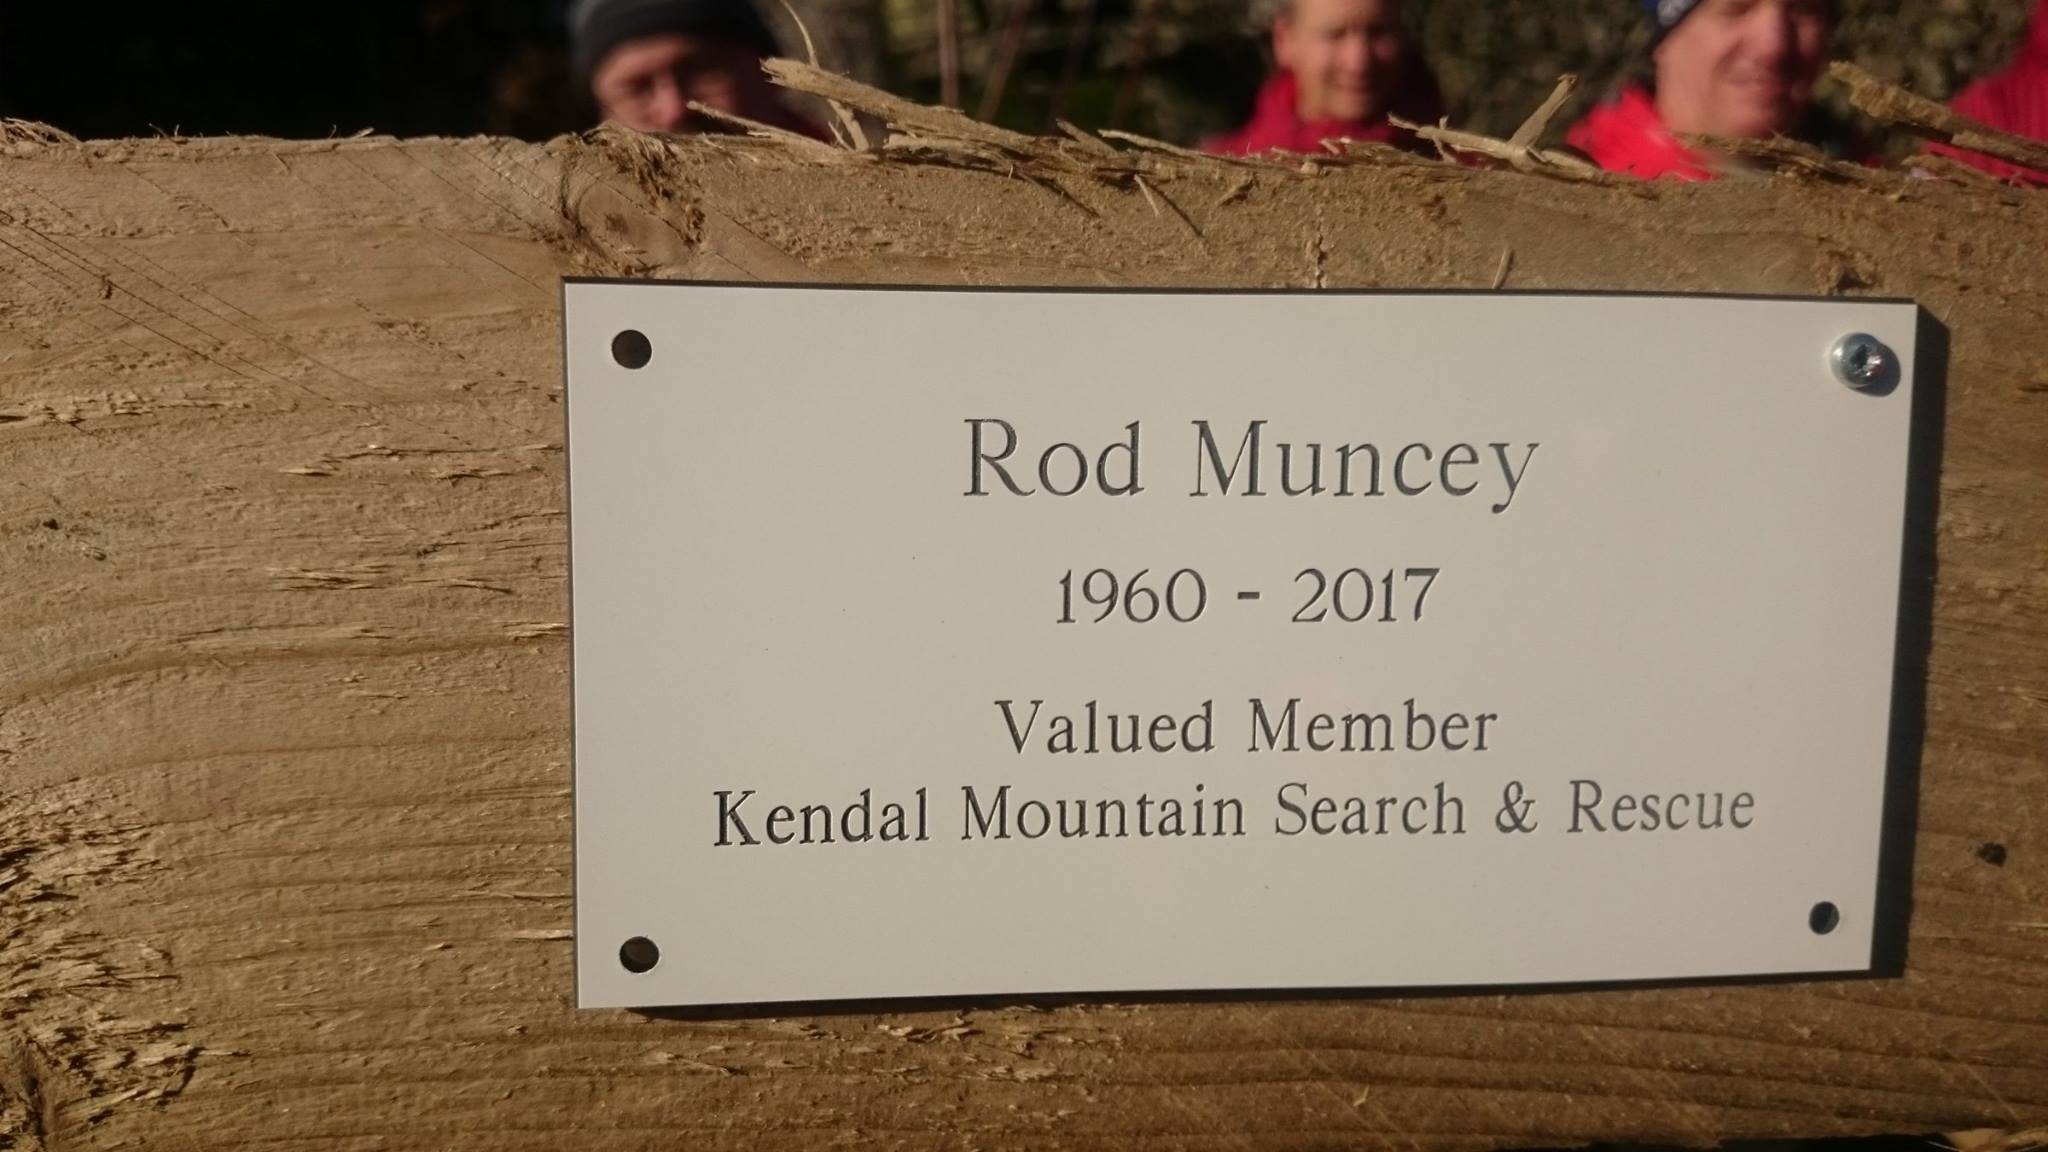 Rod Muncey
1960 - 2017
Valued Member
Kendal Mountain Search & Rescue